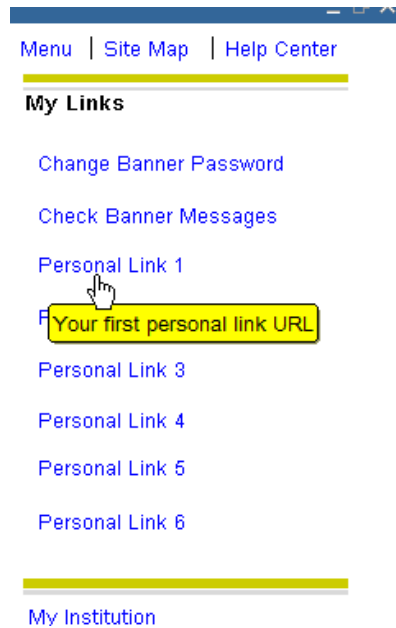 Menu | Site Map | Help Center
My Links
Change Banner Password
Check Banner Messages
Personal Link 1
Your first personal link URL
Personal Link 3
Personal Link 4
Personal Link 5
Personal Link 6
My Institution